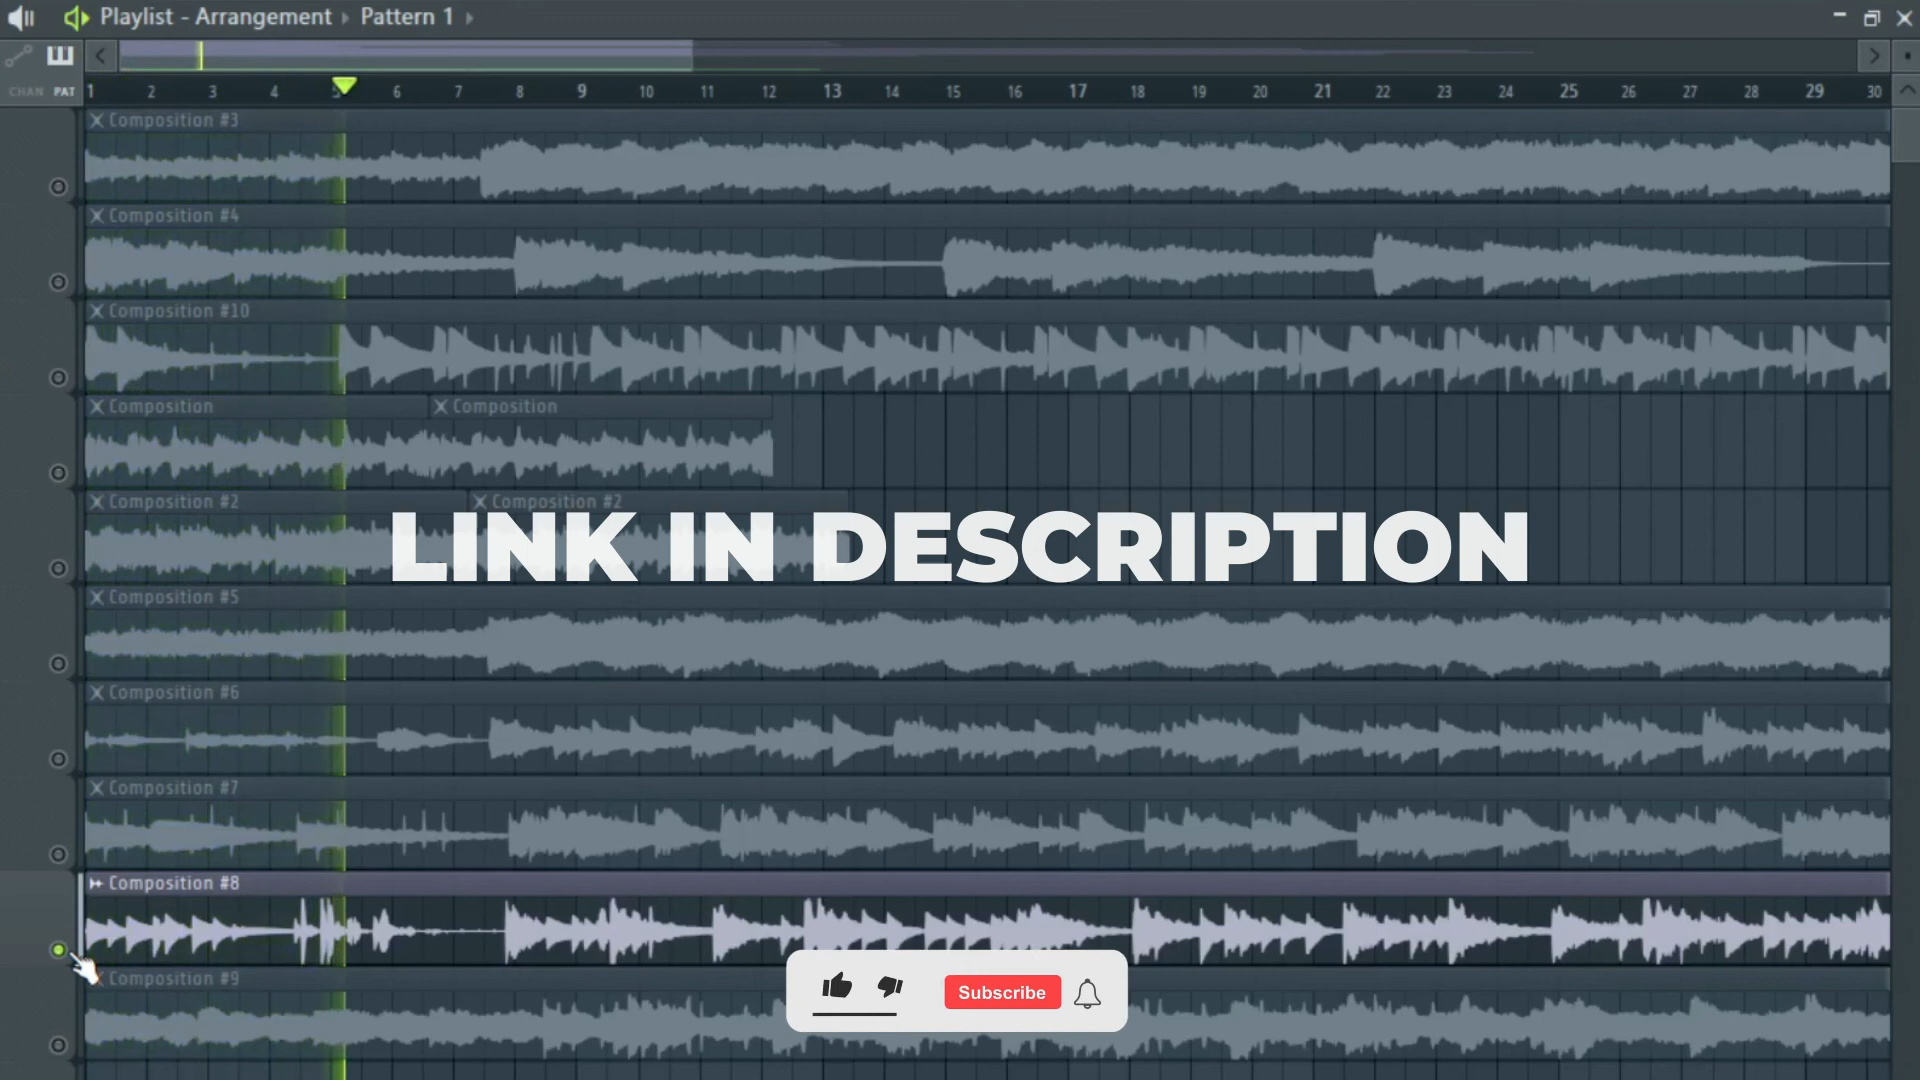 Playlist - Arrangement Pattern 1
CHAN PAT
1 2 3 4 5 6 7 8 9 10 11 12 13 14 15 16 17 18 19 20 21 22 23 24 25 26 27 28 29 30
Composition #3
Composition #4
Composition #10
Composition Composition
Composition #2 Composition #2
LINK IN DESCRIPTION
Composition #5
Composition #6
Composition #7
Composition #8
Composition #9
Subscribe